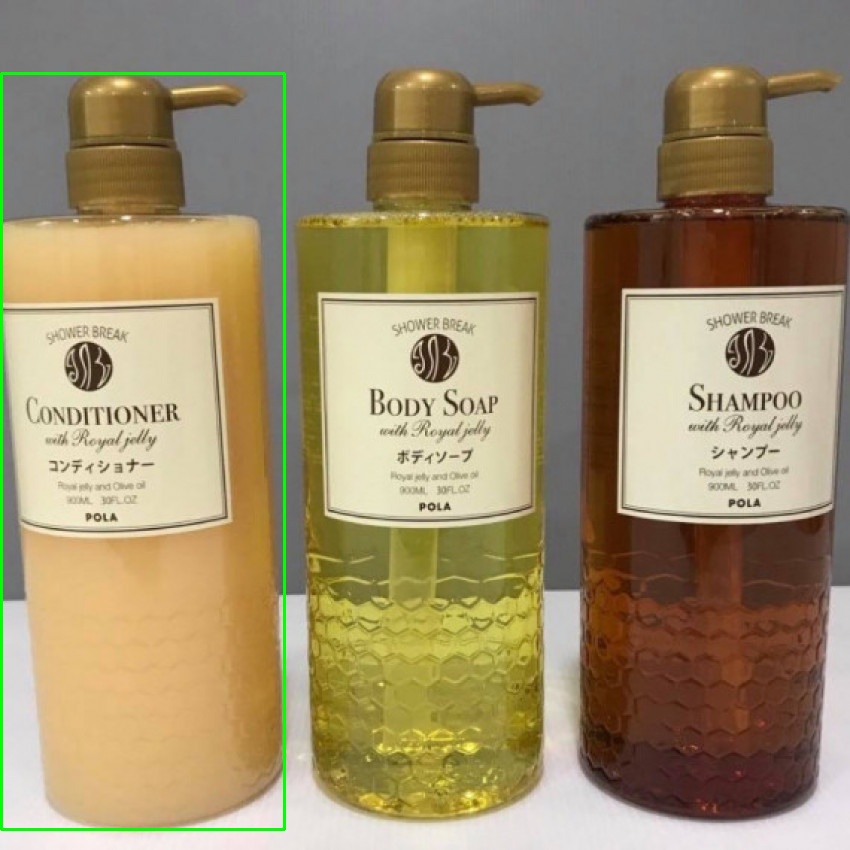 SHOWER BREAK
CONDITIONER
with Royal jelly
コンディショナー
Royal jelly and Olive oil
900ML 30FL.OZ
POLA
SHOWER BREAK
BODY SOAP
with Royal jelly
ボディソープ
Royal jelly and Olive oil
900ML 30FL.OZ
POLA
SHOWER BREAK
SHAMPOO
with Royal jelly
シャンプー
Royal jelly and Olive oil
900ML 30FL.OZ
POLA